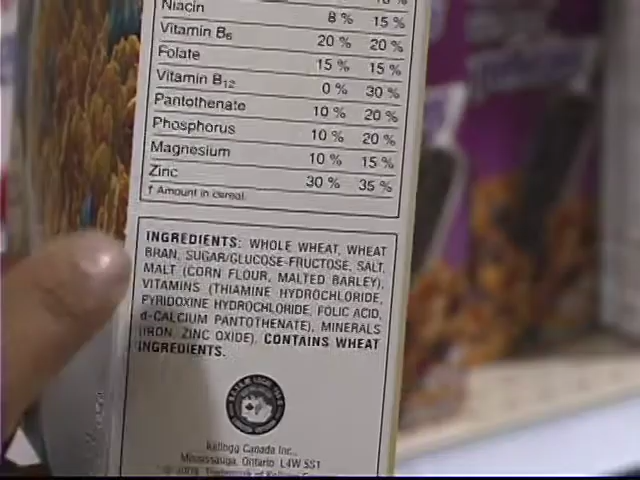 Niacin 8 % 15 %
Vitamin B6 20 % 20 %
Folate 15 % 15 %
Vitamin B12 0 % 30 %
Pantothenate 10 % 20 %
Phosphorus 10 % 20 %
Magnesium 10 % 15 %
Zinc 30 % 35 %
† Amount in cereal
INGREDIENTS: WHOLE WHEAT, WHEAT
BRAN, SUGAR/GLUCOSE-FRUCTOSE, SALT,
MALT (CORN FLOUR, MALTED BARLEY),
VITAMINS (THIAMINE HYDROCHLORIDE,
PYRIDOXINE HYDROCHLORIDE, FOLIC ACID,
d-CALCIUM PANTOTHENATE), MINERALS
(IRON, ZINC OXIDE). CONTAINS WHEAT
INGREDIENTS.
Kellogg Canada Inc.,
Mississauga, Ontario L4W 5S1